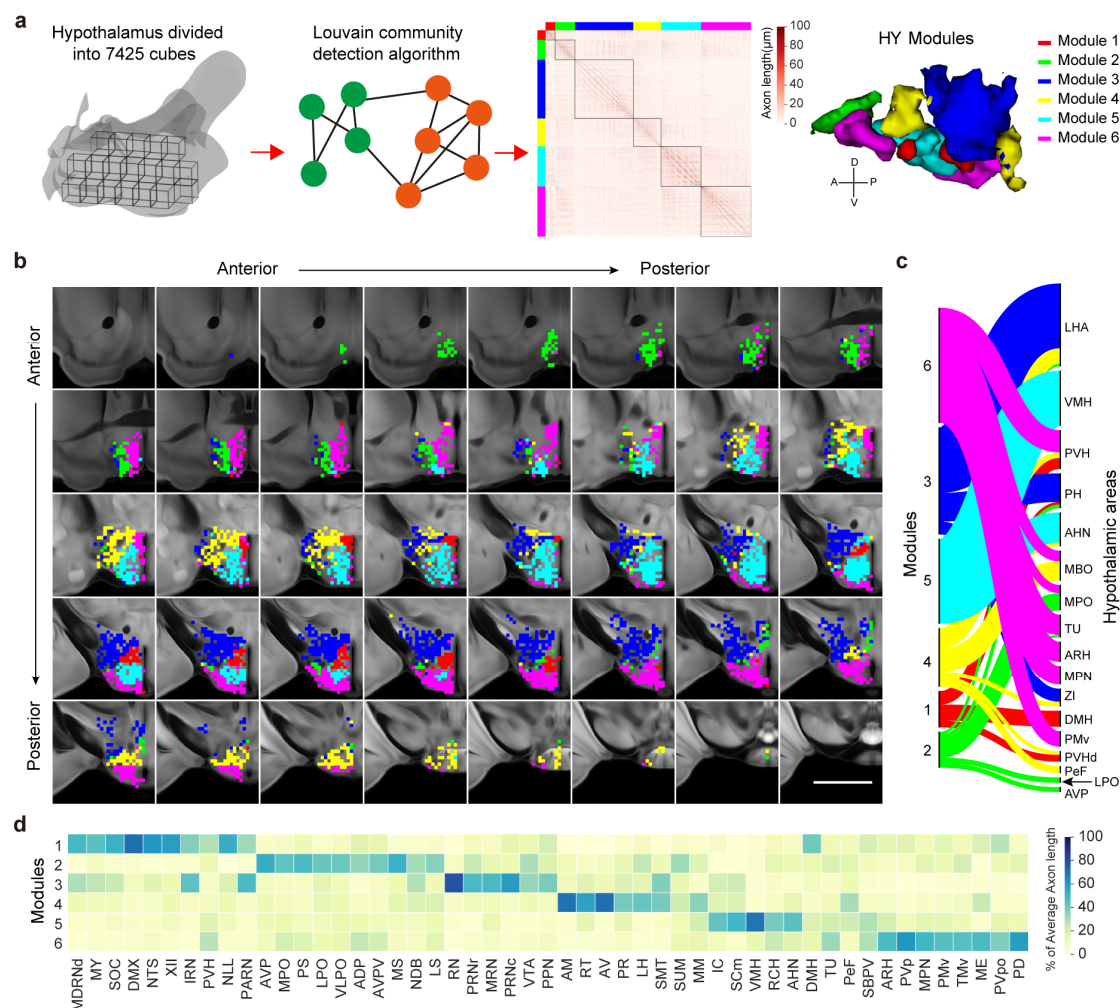 a
Hypothalamus divided
into 7425 cubes
Louvain community
detection algorithm
Axon length(μm)
100
80
60
40
20
0
HY Modules
D
A
P
V
Module 1
Module 2
Module 3
Module 4
Module 5
Module 6
b
Anterior
Posterior
Anterior
Posterior
c
Modules
6
3
5
4
1
2
LHA
VMH
PVH
PH
AHN
MBO
MPO
TU
ARH
MPN
ZI
DMH
PMv
PVHd
PeF
LPO
AVP
Hypothalamic areas
d
Modules
1
2
3
4
5
6
MDRNd
MY
SOC
DMX
NTS
XII
IRN
PVH
NLL
PARN
AVP
MPO
PS
LPO
VLPO
ADP
AVPV
MS
NDB
LS
RN
PRNr
MRN
PRNc
VTA
PPN
AM
RT
AV
PR
LH
SMT
SUM
MM
IC
SCm
VMH
RCH
AHN
DMH
TU
PeF
SBPV
ARH
PVp
MPN
PMv
TMv
ME
PVpo
PD
% of Average Axon length
100
80
60
40
20
0